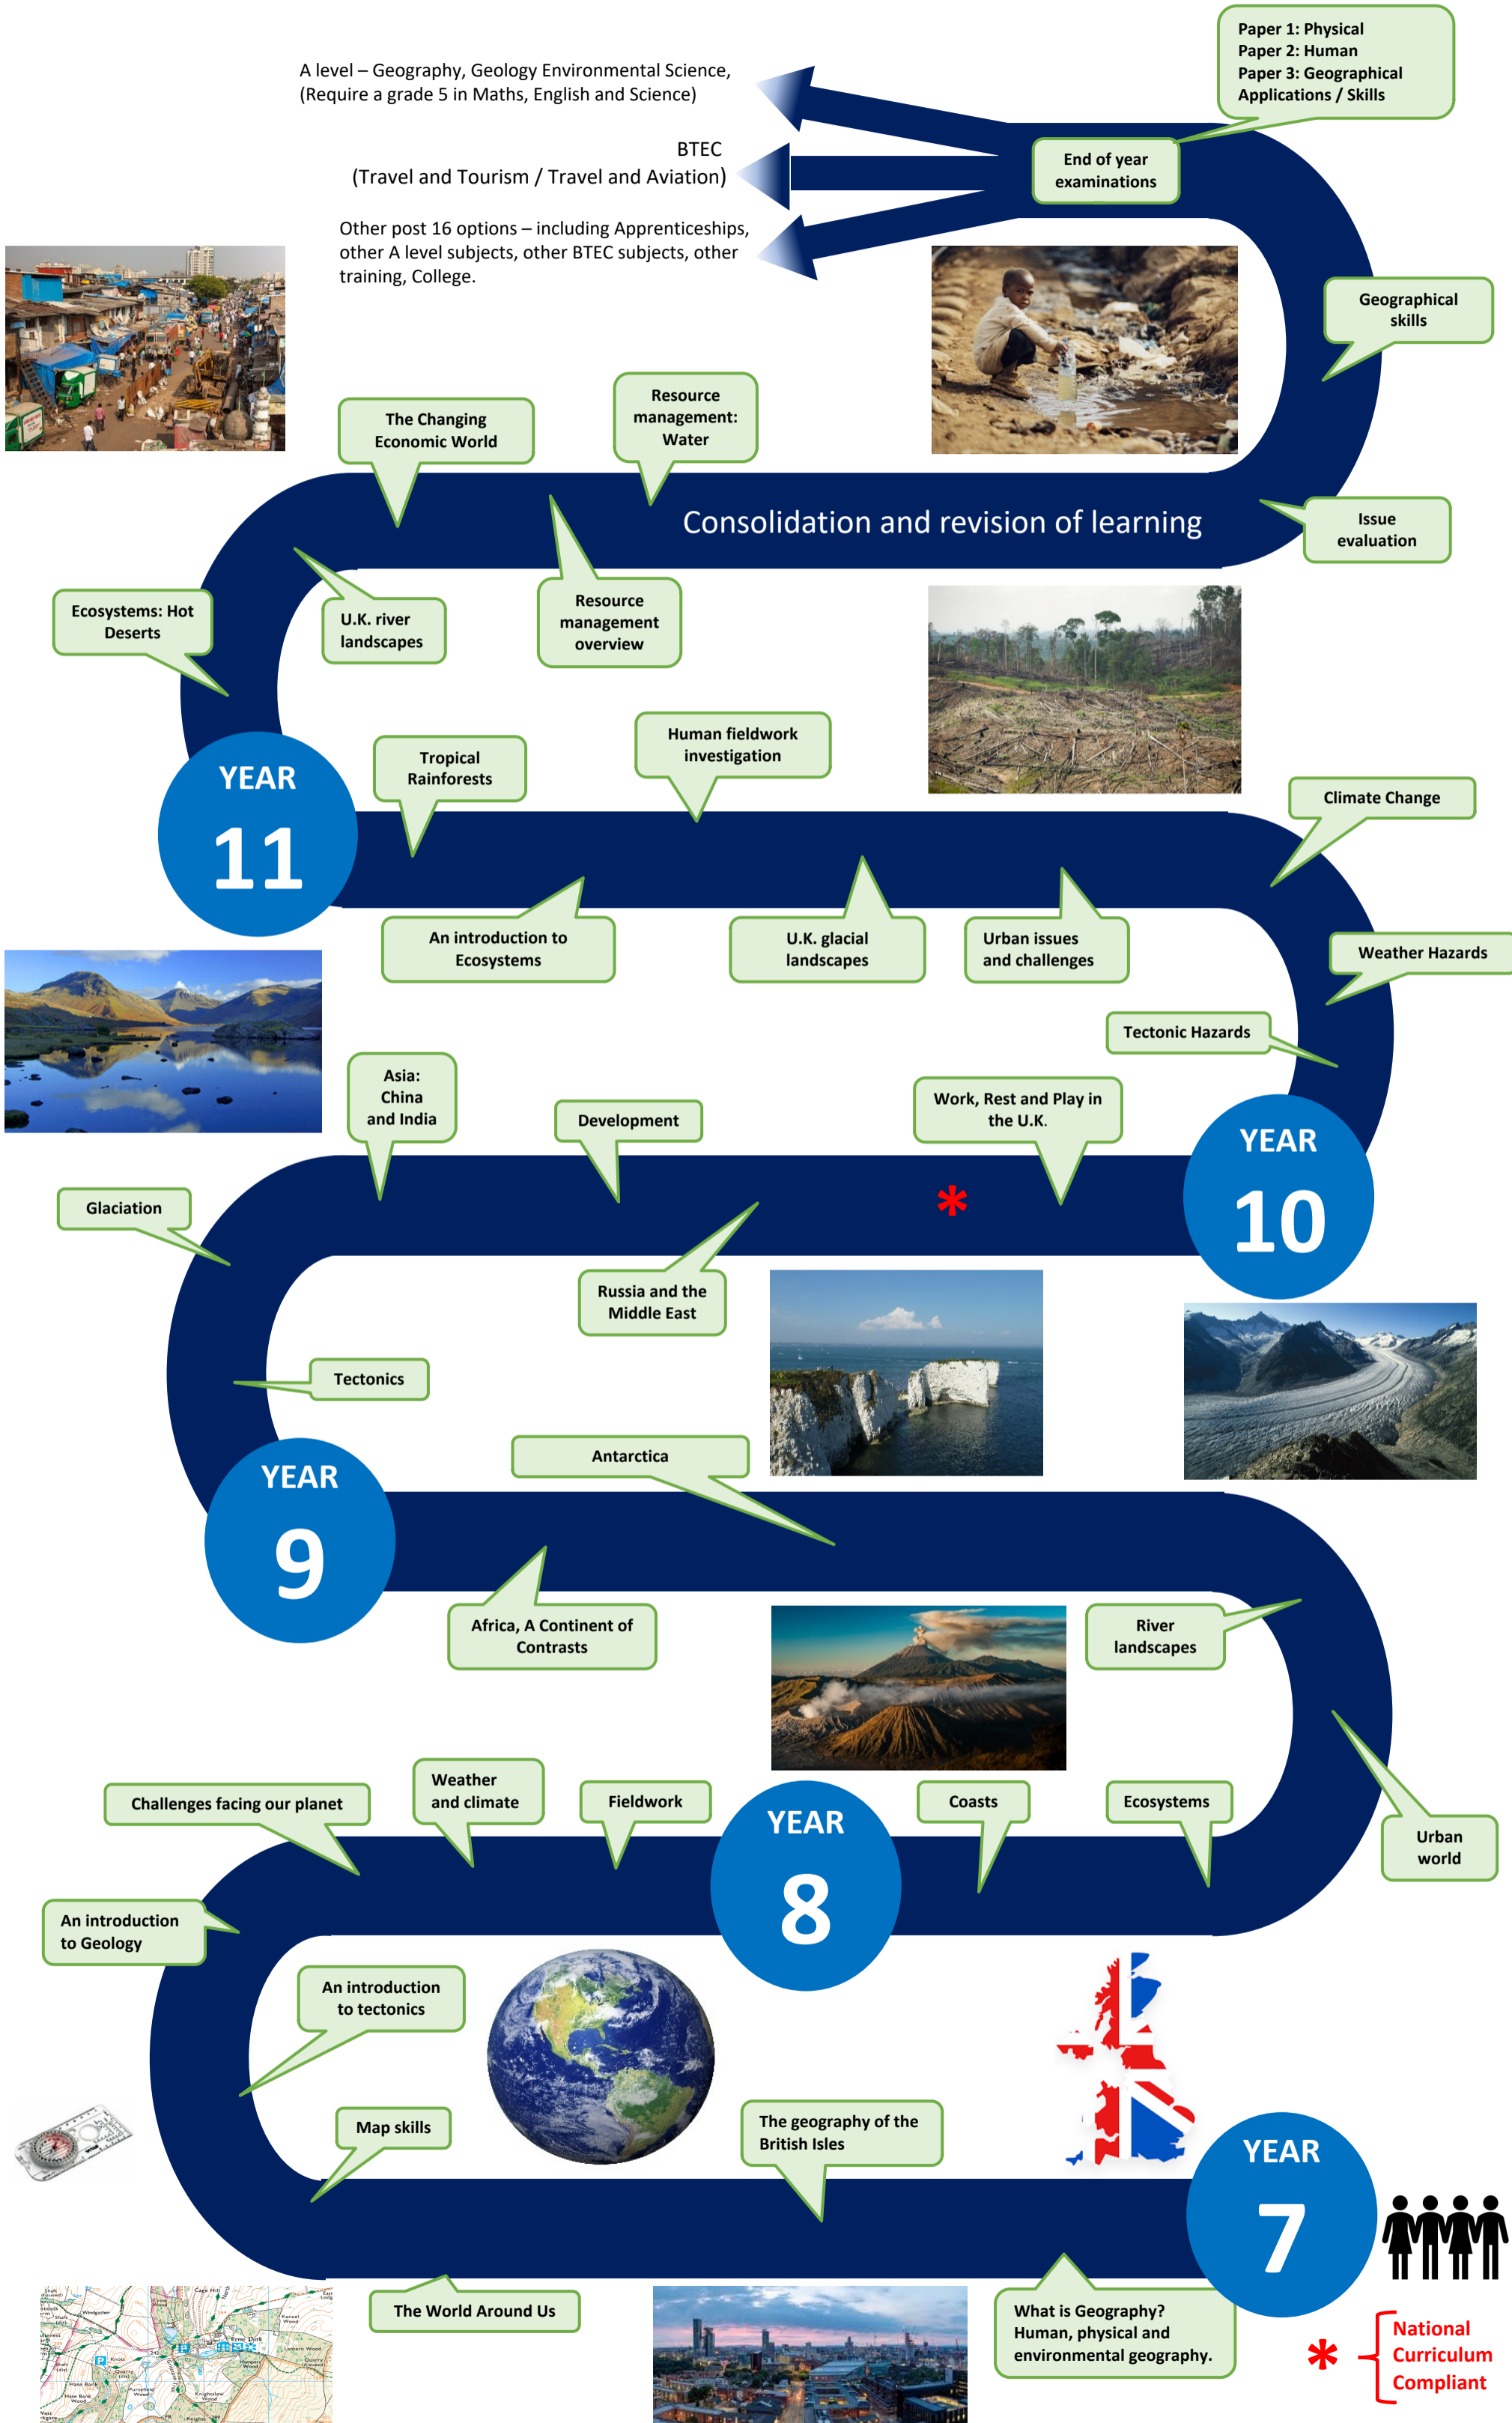 Paper 1: Physical
Paper 2: Human
Paper 3: Geographical
Applications / Skills
A level – Geography, Geology Environmental Science,
(Require a grade 5 in Maths, English and Science)
BTEC
(Travel and Tourism / Travel and Aviation)
Other post 16 options – including Apprenticeships,
other A level subjects, other BTEC subjects, other
training, College.
End of year
examinations
Geographical
skills
The Changing
Economic World
Resource
management:
Water
Consolidation and revision of learning
Issue
evaluation
Ecosystems: Hot
Deserts
U.K. river
landscapes
Resource
management
overview
YEAR
11
Tropical
Rainforests
Human fieldwork
investigation
Climate Change
An introduction to
Ecosystems
U.K. glacial
landscapes
Urban issues
and challenges
Weather Hazards
Tectonic Hazards
Asia:
China
and India
Development
Work, Rest and Play in
the U.K.
YEAR
10
*
Glaciation
Russia and the
Middle East
Tectonics
Antarctica
YEAR
9
Africa, A Continent of
Contrasts
River
landscapes
Challenges facing our planet
Weather
and climate
Fieldwork
YEAR
8
Coasts
Ecosystems
Urban
world
An introduction
to Geology
An introduction
to tectonics
Map skills
The geography of the
British Isles
YEAR
7
The World Around Us
What is Geography?
Human, physical and
environmental geography.
*
National
Curriculum
Compliant